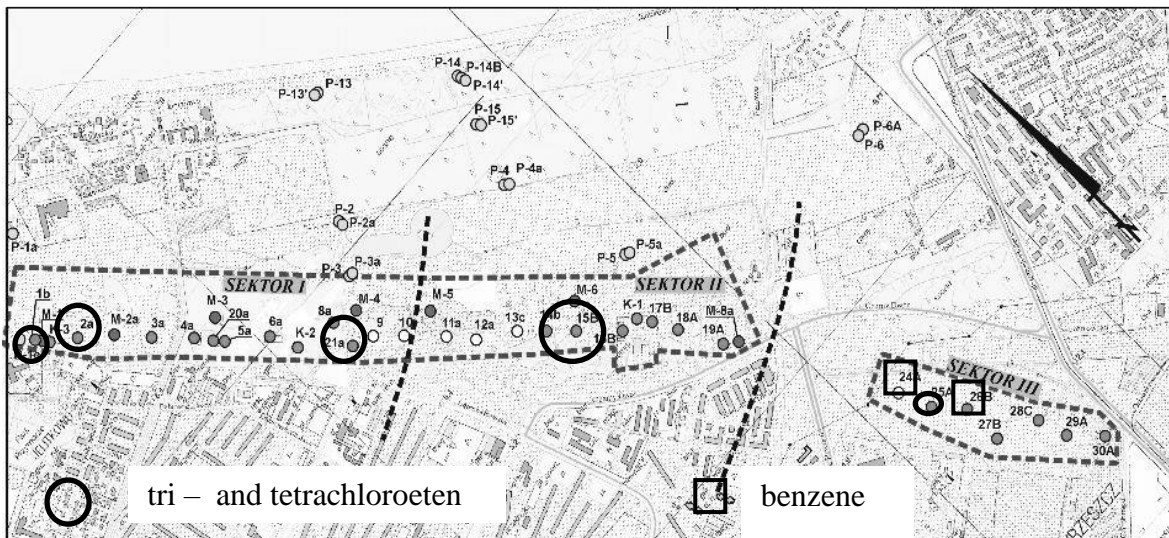 P-14
P-14B
P-14'
P-13
P-13'
P-15
P-15'
P-6A
P-6
P-4
P-4a
P-2
P-2a
P-1a
P-5
P-5a
P-3
P-3a
SEKTOR I
SEKTOR II
1b
M-3
20a
M-4
M-5
M-6
K-1
17B
M-8a
K-3
2a
M-2a
3a
4a
5a
6a
K-2
8a
21a
9
10
11a
12a
13c
15B
18A
19A
SEKTOR III
24A
25A
26B
27B
28C
29A
30A
tri – and tetrachloroeten
benzene